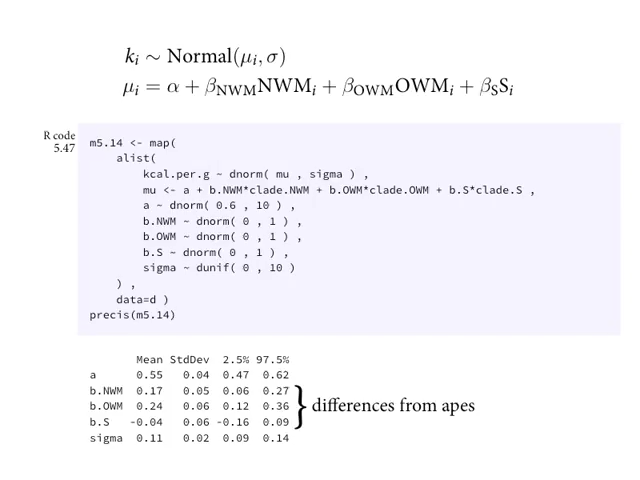 kᵢ ~ Normal(μᵢ, σ)
μᵢ = α + β_NWM NWMᵢ + β_OWM OWMᵢ + β_S Sᵢ
R code
5.47
m5.14 <- map(
    alist(
        kcal.per.g ~ dnorm( mu , sigma ) ,
        mu <- a + b.NWM*clade.NWM + b.OWM*clade.OWM + b.S*clade.S ,
        a ~ dnorm( 0.6 , 10 ) ,
        b.NWM ~ dnorm( 0 , 1 ) ,
        b.OWM ~ dnorm( 0 , 1 ) ,
        b.S ~ dnorm( 0 , 1 ) ,
        sigma ~ dunif( 0 , 10 )
    ) ,
    data=d )
precis(m5.14)
Mean StdDev 2.5% 97.5%
a 0.55 0.04 0.47 0.62
b.NWM 0.17 0.05 0.06 0.27
b.OWM 0.24 0.06 0.12 0.36
b.S -0.04 0.06 -0.16 0.09
sigma 0.11 0.02 0.09 0.14
differences from apes